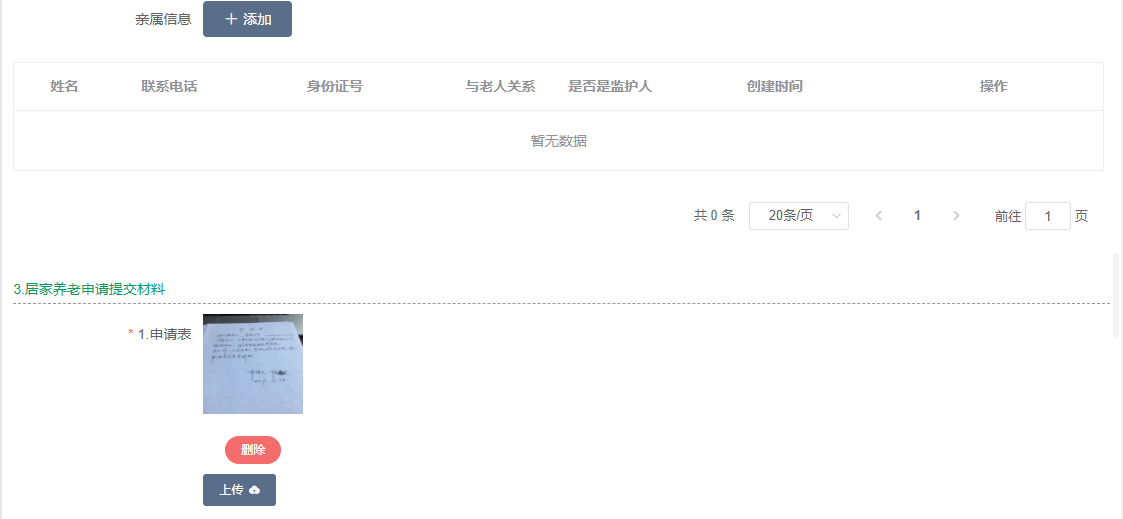 亲属信息 添加
姓名 联系电话 身份证号 与老人关系 是否是监护人 创建时间 操作
暂无数据
共 0 条 20条/页 1 前往 1 页
3.居家养老申请提交材料
* 1.申请表
删除
上传